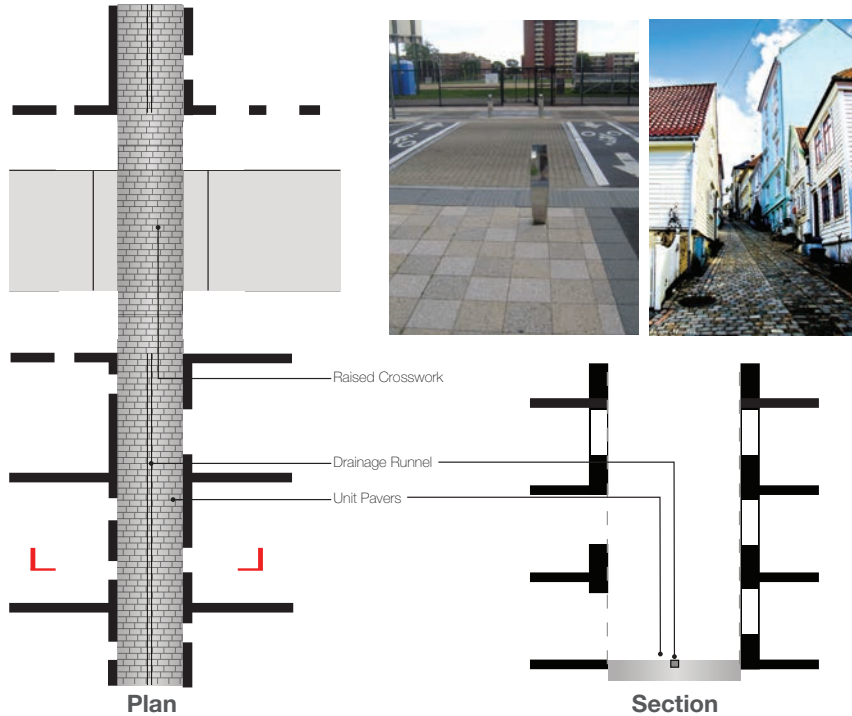 Raised Crosswork
Drainage Runnel
Unit Pavers
Plan
Section